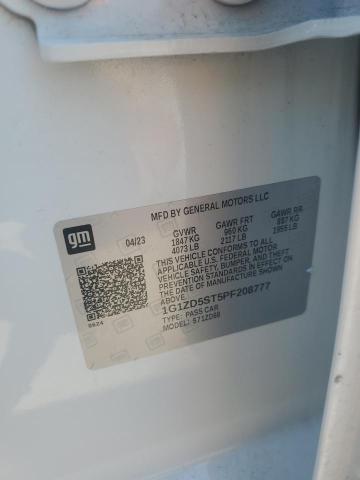 MFD BY GENERAL MOTORS LLC
gm
04/23
GVWR GAWR FRT GAWR RR
1847 KG 960 KG 887 KG
4073 LB 2117 LB 1955 LB
THIS VEHICLE CONFORMS TO ALL
APPLICABLE U.S. FEDERAL MOTOR
VEHICLE SAFETY, BUMPER, AND THEFT
PREVENTION STANDARDS IN EFFECT
ON THE DATE OF MANUFACTURE SHOWN
ABOVE.
1G1ZD5ST5PF208777
TYPE: PASS CAR
MODEL: S71ZD69
0624